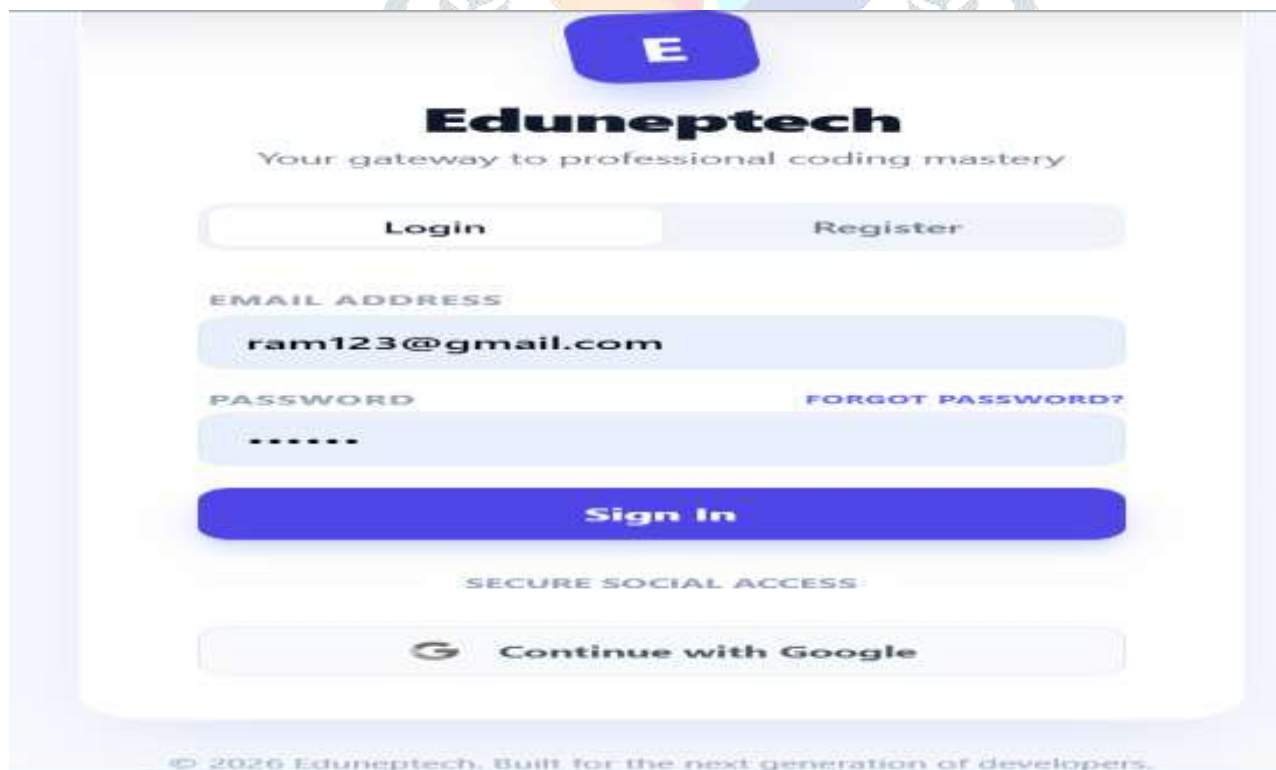 E
Eduneptech
Your gateway to professional coding mastery
Login Register
EMAIL ADDRESS
ram123@gmail.com
PASSWORD FORGOT PASSWORD?
••••••
Sign In
SECURE SOCIAL ACCESS
G Continue with Google
© 2026 Eduneptech. Built for the next generation of developers.